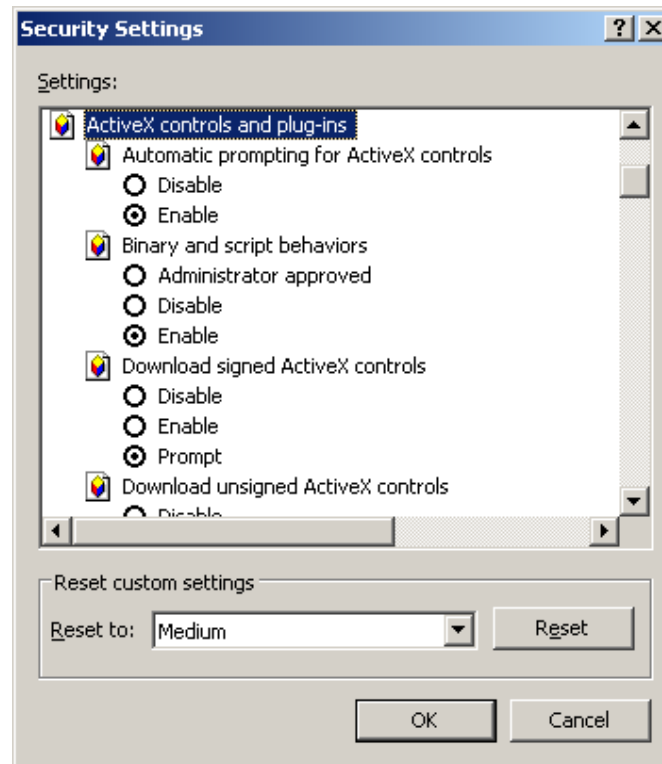 Security Settings
Settings:
ActiveX controls and plug-ins
Automatic prompting for ActiveX controls
Disable
Enable
Binary and script behaviors
Administrator approved
Disable
Enable
Download signed ActiveX controls
Disable
Enable
Prompt
Download unsigned ActiveX controls
Disable
Reset custom settings
Reset to: Medium Reset
OK Cancel